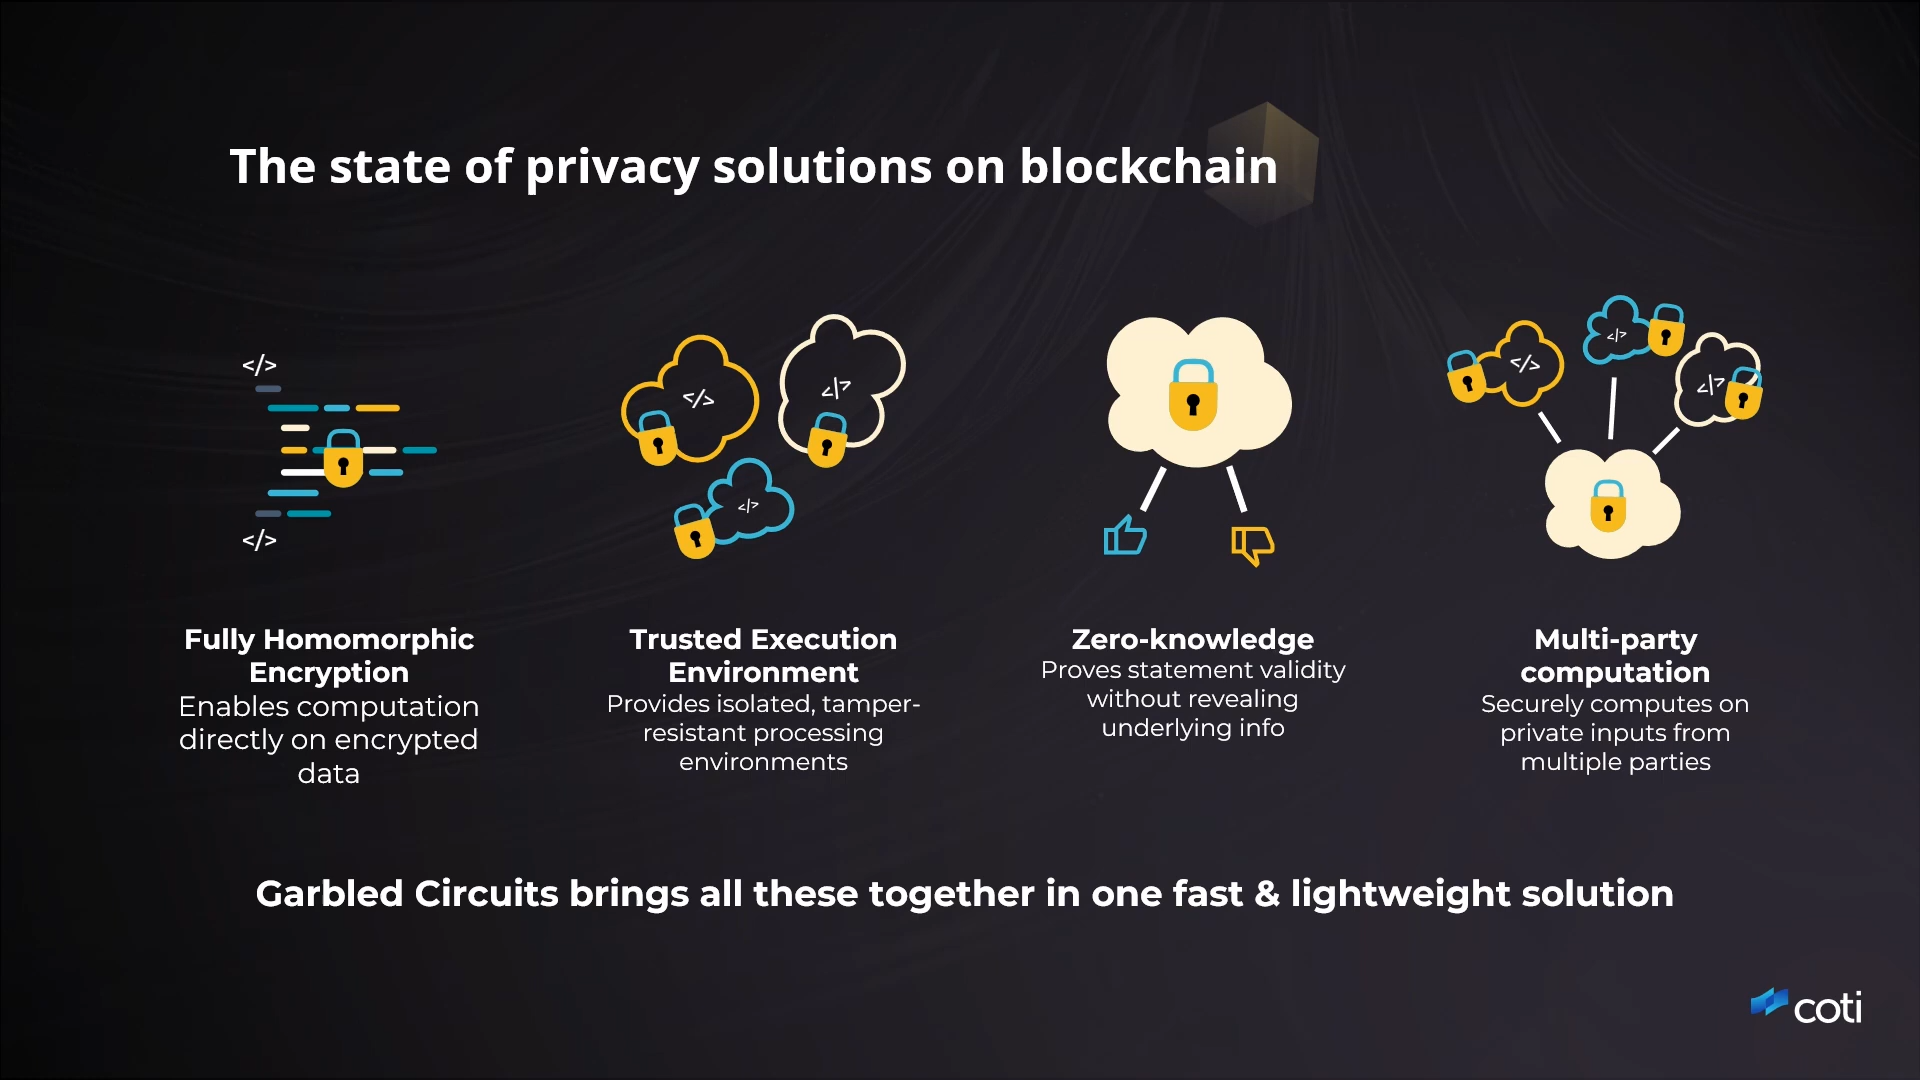 The state of privacy solutions on blockchain
</>
</>
</>
</>
</>
</>
</>
</>
Fully Homomorphic
Encryption
Enables computation
directly on encrypted
data
Trusted Execution
Environment
Provides isolated, tamper-
resistant processing
environments
Zero-knowledge
Proves statement validity
without revealing
underlying info
Multi-party
computation
Securely computes on
private inputs from
multiple parties
Garbled Circuits brings all these together in one fast & lightweight solution
coti